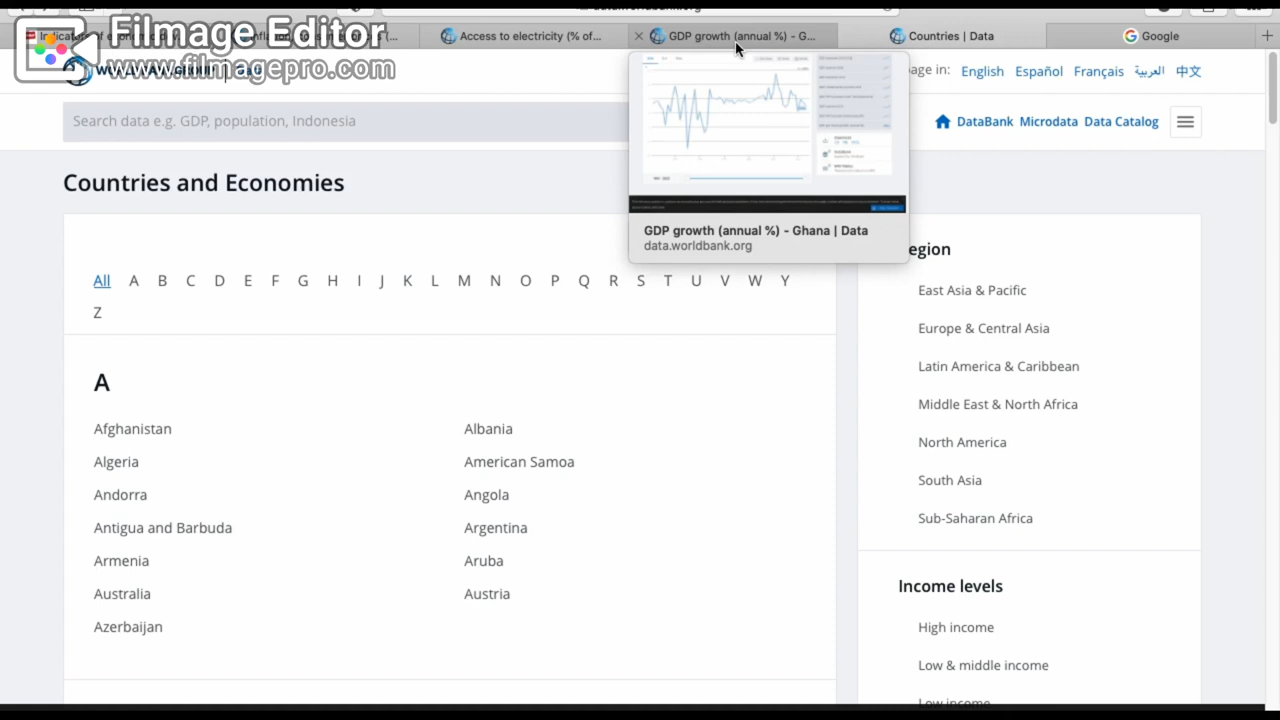 Filmage Editor
www.filmagepro.com
Access to electricity (% of...
GDP growth (annual %) - G...
Countries | Data
Google
page in:
English
Español
Français
العربية
中文
Search data e.g. GDP, population, Indonesia
DataBank
Microdata
Data Catalog
Countries and Economies
GDP growth (annual %) - Ghana | Data
data.worldbank.org
All A B C D E F G H I J K L M N O P Q R S T U V W Y
Z
A
Afghanistan
Albania
Algeria
American Samoa
Andorra
Angola
Antigua and Barbuda
Argentina
Armenia
Aruba
Australia
Austria
Azerbaijan
egion
East Asia & Pacific
Europe & Central Asia
Latin America & Caribbean
Middle East & North Africa
North America
South Asia
Sub-Saharan Africa
Income levels
High income
Low & middle income
Low income